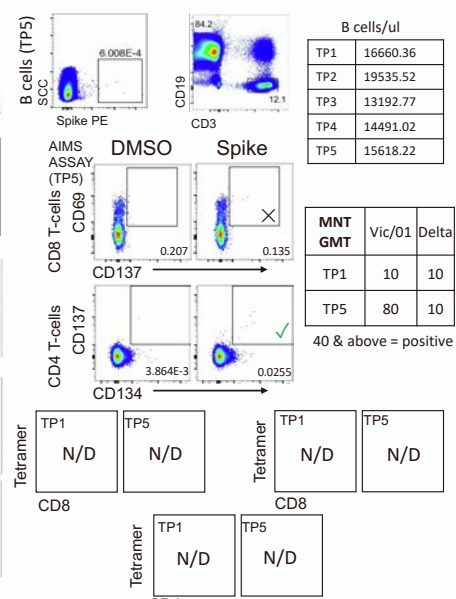 B cells (TP5)
SCC
6.008E-4
Spike PE
84.2
CD19
12.1
CD3
B cells/ul
TP1 16660.36
TP2 19535.52
TP3 13192.77
TP4 14491.02
TP5 15618.22
AIMS
ASSAY
(TP5)
DMSO Spike
CD8 T-cells
CD69
0.207
0.135
CD137
CD4 T-cells
CD137
3.864E-3
0.0255
CD134
MNT GMT Vic/01 Delta
TP1 10 10
TP5 80 10
40 & above = positive
Tetramer
TP1 TP5
N/D N/D
CD8
Tetramer
TP1 TP5
N/D N/D
CD8
Tetramer
TP1 TP5
N/D N/D